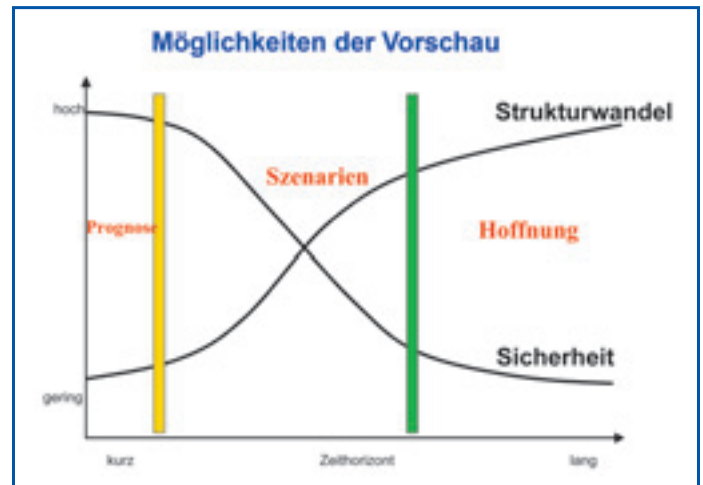 Möglichkeiten der Vorschau
hoch
Strukturwandel
Szenarien
Prognose
Hoffnung
Sicherheit
gering
kurz
Zeithorizont
lang